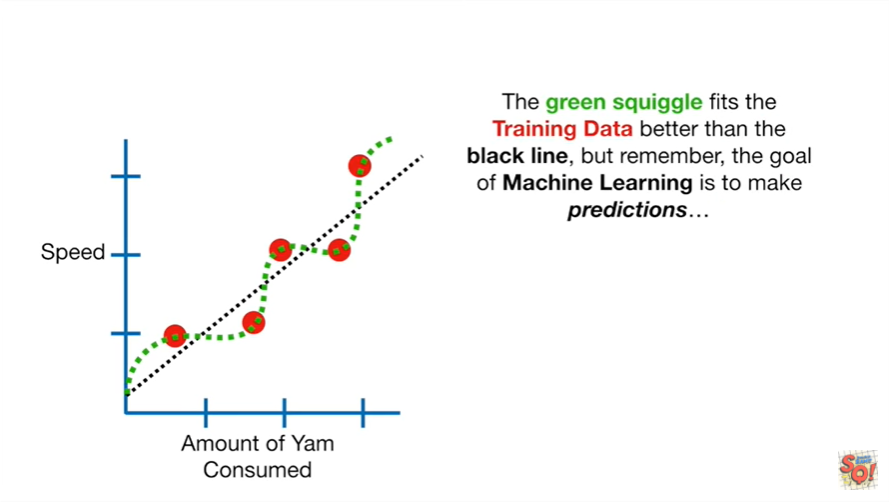 The green squiggle fits the
Training Data better than the
black line, but remember, the goal
of Machine Learning is to make
predictions...
Speed
Amount of Yam
Consumed
SQ!